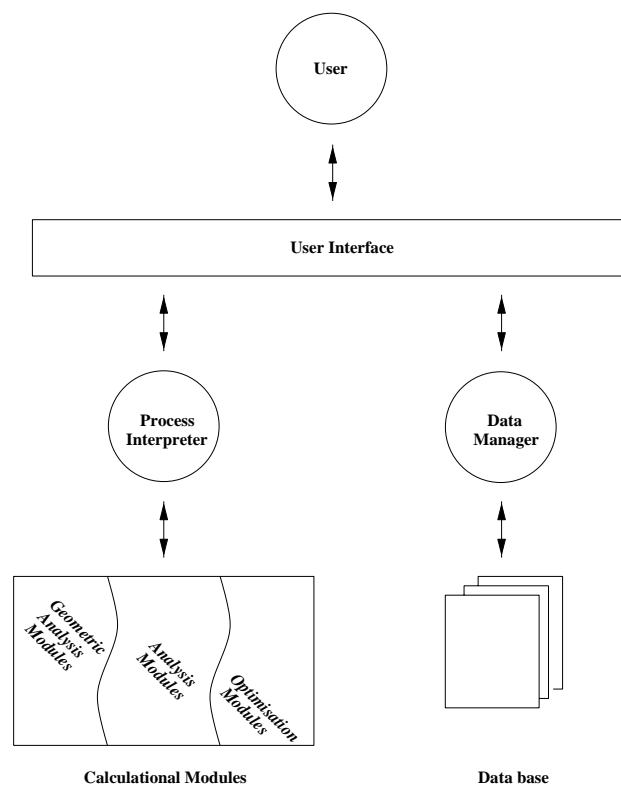 User
User Interface
Process
Interpreter
Data
Manager
Geometric
Analysis
Modules
Analysis
Modules
Optimisation
Modules
Calculational Modules
Data base